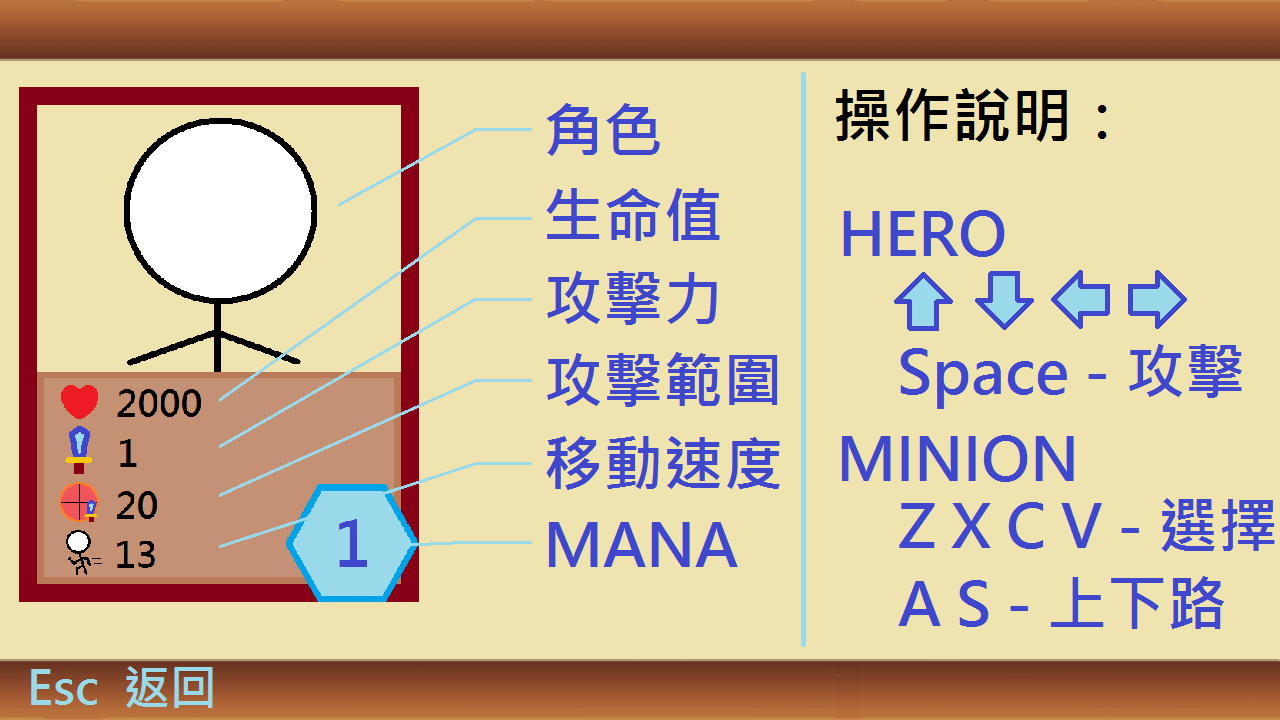 2000
1
20
13
1
角色
生命值
攻擊力
攻擊範圍
移動速度
MANA
操作說明：
HERO
Space - 攻擊
MINION
Z X C V - 選擇
A S - 上下路
Esc 返回